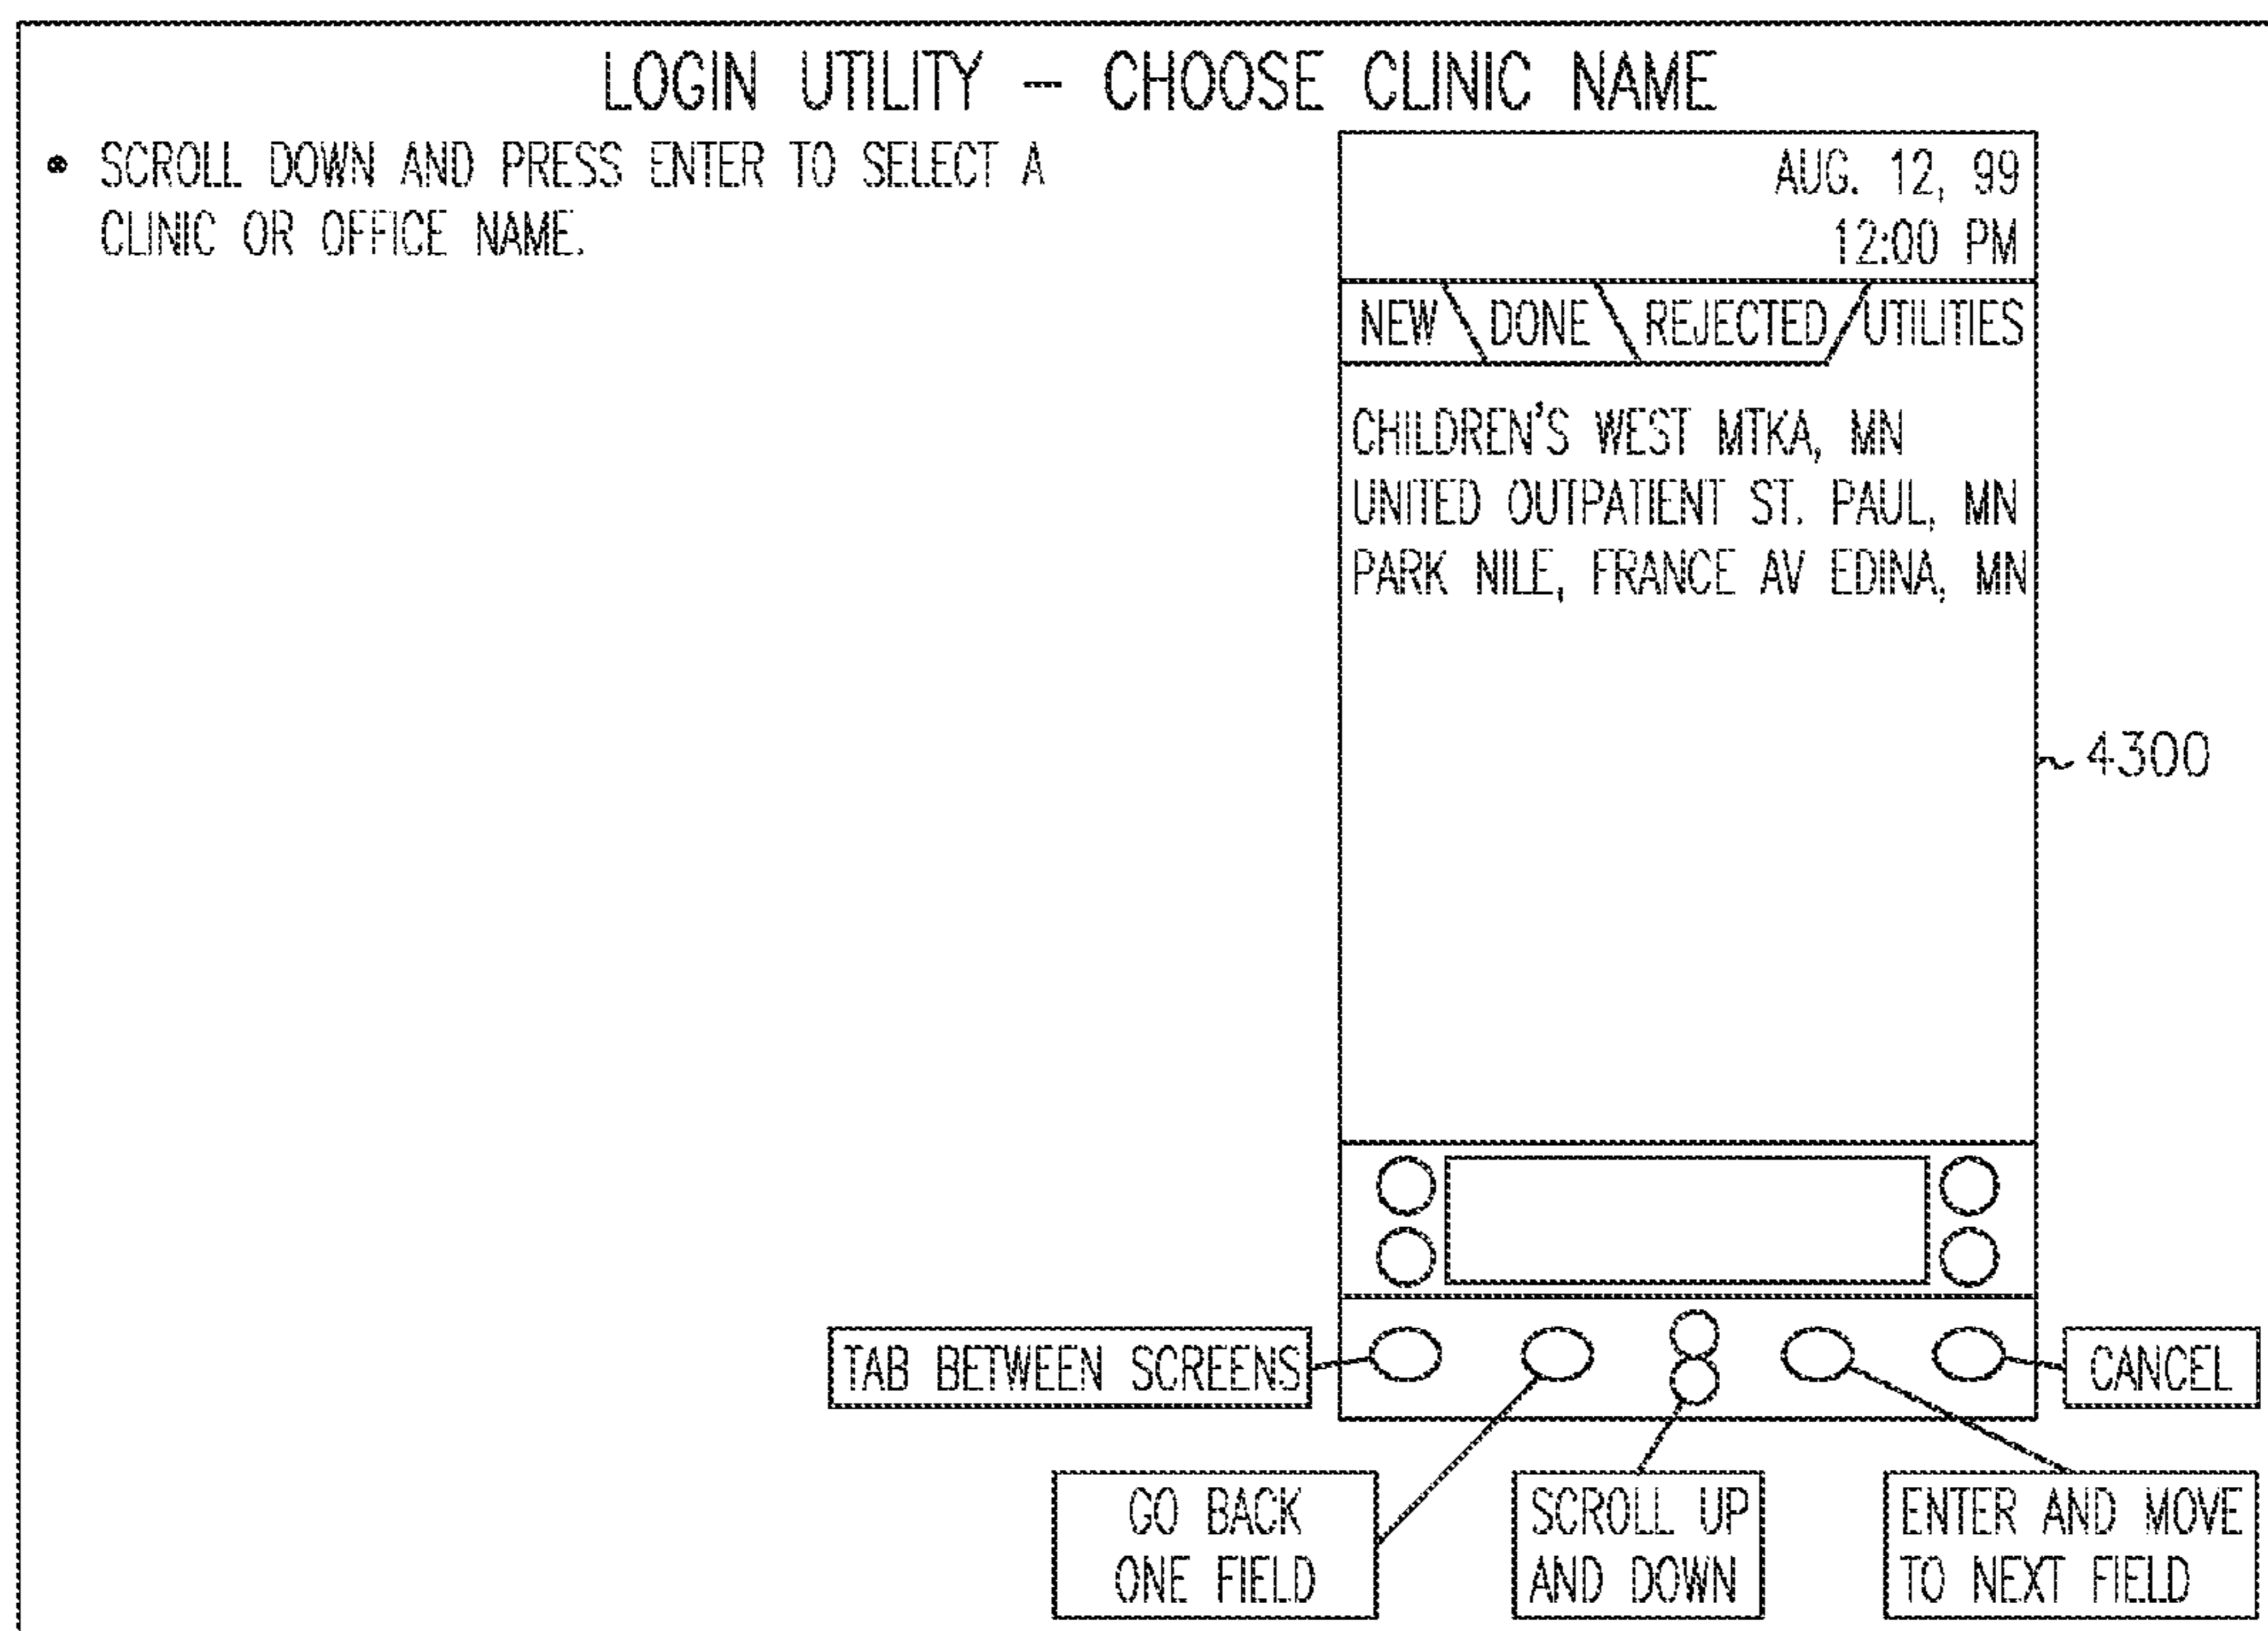 LOGIN UTILITY -- CHOOSE CLINIC NAME
• SCROLL DOWN AND PRESS ENTER TO SELECT A
CLINIC OR OFFICE NAME.
AUG. 12, 99
12:00 PM
NEW DONE REJECTED UTILITIES
CHILDREN'S WEST MTKA, MN
UNITED OUTPATIENT ST. PAUL, MN
PARK NILE, FRANCE AV EDINA, MN
4300
TAB BETWEEN SCREENS
CANCEL
GO BACK
ONE FIELD
SCROLL UP
AND DOWN
ENTER AND MOVE
TO NEXT FIELD